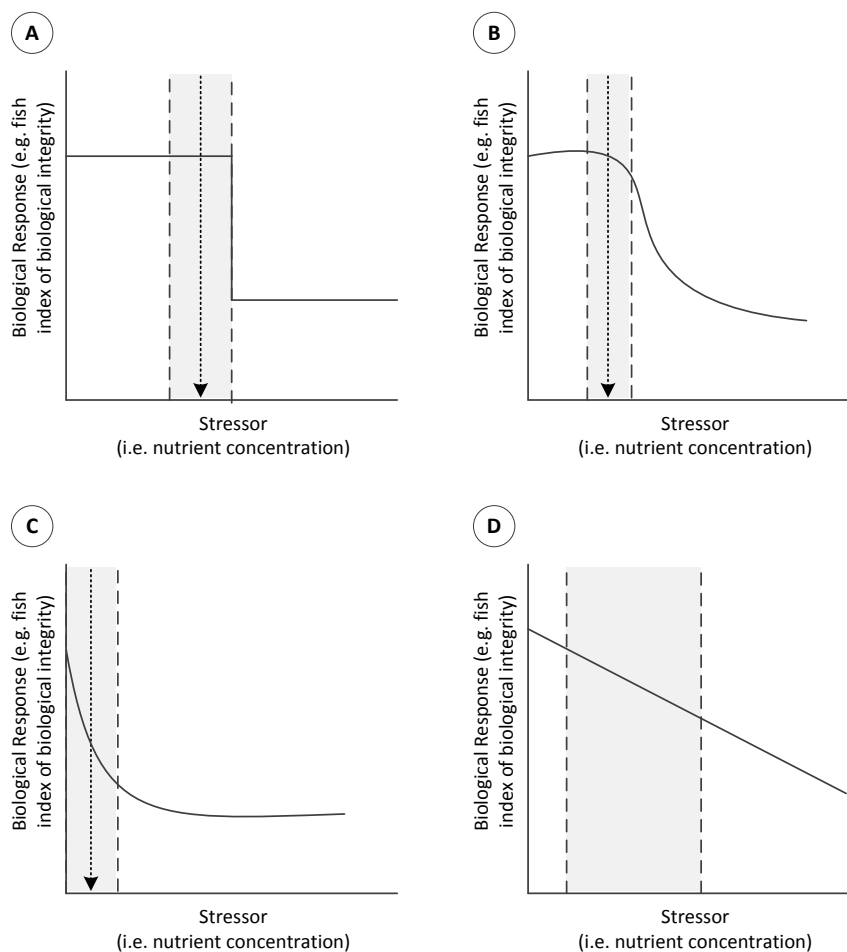 A
Biological Response (e.g. fish
index of biological integrity)
Stressor
(i.e. nutrient concentration)
B
Biological Response (e.g. fish
index of biological integrity)
Stressor
(i.e. nutrient concentration)
C
Biological Response (e.g. fish
index of biological integrity)
Stressor
(i.e. nutrient concentration)
D
Biological Response (e.g. fish
index of biological integrity)
Stressor
(i.e. nutrient concentration)